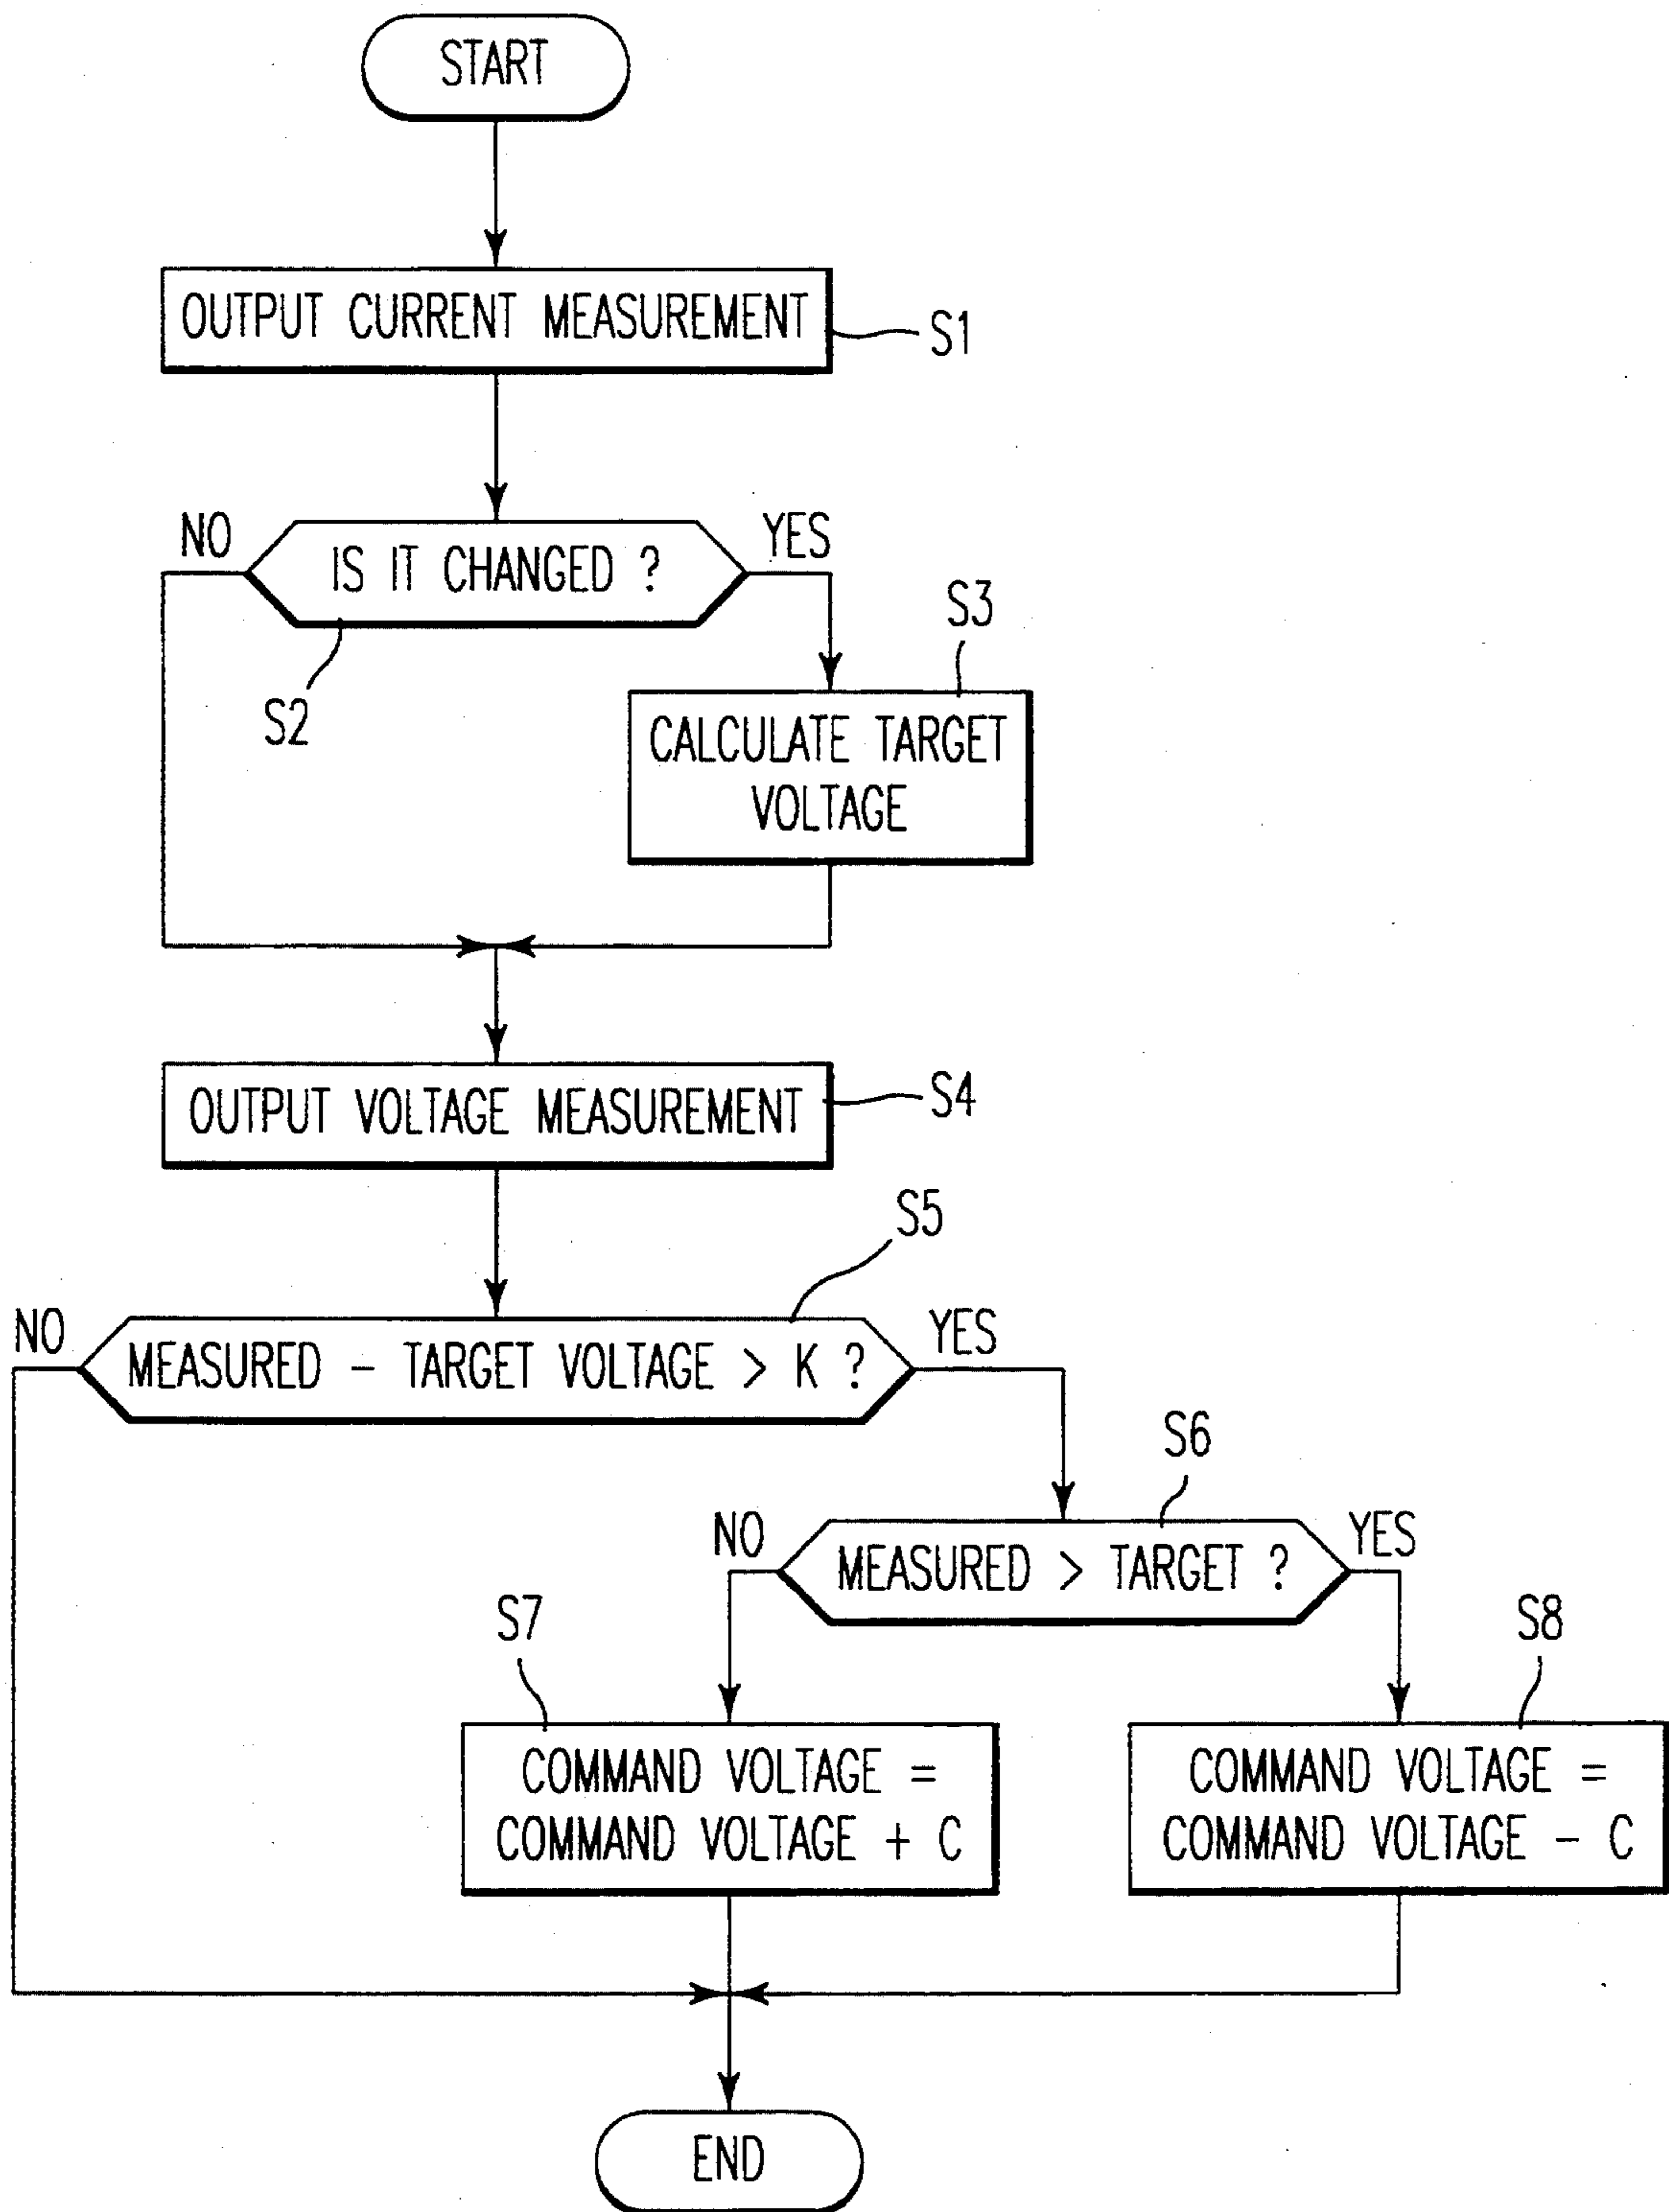 START
OUTPUT CURRENT MEASUREMENT
S1
NO
IS IT CHANGED ?
YES
S2
S3
CALCULATE TARGET
VOLTAGE
OUTPUT VOLTAGE MEASUREMENT
S4
S5
NO
MEASURED - TARGET VOLTAGE > K ?
YES
S6
NO
MEASURED > TARGET ?
YES
S7
COMMAND VOLTAGE =
COMMAND VOLTAGE + C
S8
COMMAND VOLTAGE =
COMMAND VOLTAGE - C
END